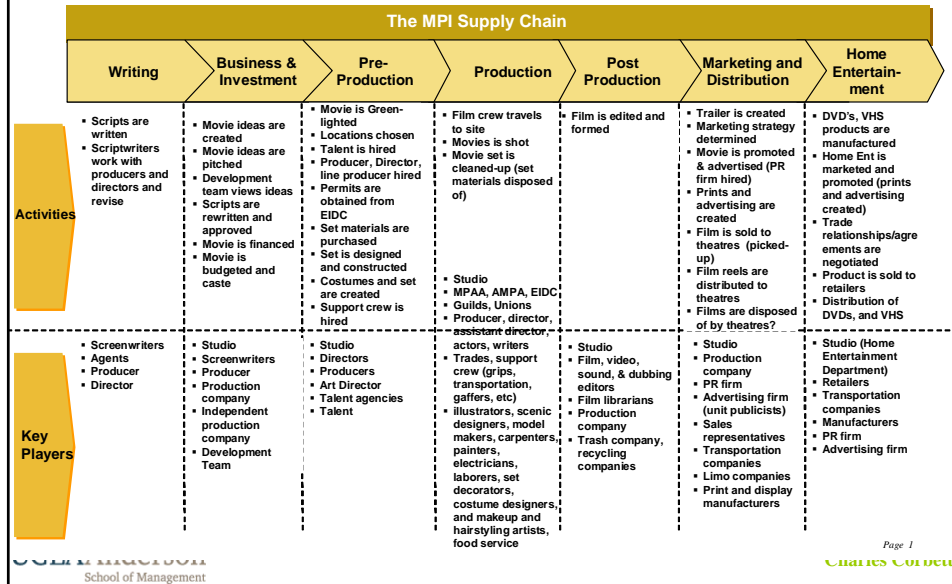 The MPI Supply Chain
Writing
Business &
Investment
Pre-
Production
Production
Post
Production
Marketing and
Distribution
Home
Entertain-
ment
Activities
▪ Scripts are
written
▪ Scriptwriters
work with
producers and
directors and
revise
▪ Movie ideas are
created
▪ Movie ideas are
pitched
▪ Development
team views ideas
▪ Scripts are
rewritten and
approved
▪ Movie is financed
▪ Movie is
budgeted and
caste
▪ Movie is Green-
lighted
▪ Locations chosen
▪ Talent is hired
▪ Producer, Director,
line producer hired
▪ Permits are
obtained from
EIDC
▪ Set materials are
purchased
▪ Set is designed
and constructed
▪ Costumes and set
are created
▪ Support crew is
hired
▪ Film crew travels
to site
▪ Movies is shot
▪ Movie set is
cleaned-up (set
materials disposed
of)
▪ Film is edited and
formed
▪ Trailer is created
▪ Marketing strategy
determined
▪ Movie is promoted
& advertised (PR
firm hired)
▪ Prints and
advertising are
created
▪ Film is sold to
theatres (picked-
up)
▪ Film reels are
distributed to
theatres
▪ Films are disposed
of by theatres?
▪ DVD's, VHS
products are
manufactured
▪ Home Ent is
marketed and
promoted (prints
and advertising
created)
▪ Trade
relationships/agre
ements are
negotiated
▪ Product is sold to
retailers
▪ Distribution of
DVDs, and VHS
Key
Players
▪ Screenwriters
▪ Agents
▪ Producer
▪ Director
▪ Studio
▪ Screenwriters
▪ Producer
▪ Production
company
▪ Independent
production
company
▪ Development
Team
▪ Studio
▪ Directors
▪ Producers
▪ Art Director
▪ Talent agencies
▪ Talent
▪ Studio
▪ MPAA, AMPA, EIDC
▪ Guilds, Unions
▪ Producer, director,
assistant director,
actors, writers
▪ Trades, support
crew (grips,
transportation,
gaffers, etc)
▪ illustrators, scenic
designers, model
makers, carpenters,
painters,
electricians,
laborers, set
decorators,
costume designers,
and makeup and
hairstyling artists,
food service
▪ Studio
▪ Film, video,
sound, & dubbing
editors
▪ Film librarians
▪ Production
company
▪ Trash company,
recycling
companies
▪ Studio
▪ Production
company
▪ PR firm
▪ Advertising firm
(unit publicists)
▪ Sales
representatives
▪ Transportation
companies
▪ Limo companies
▪ Print and display
manufacturers
▪ Studio (Home
Entertainment
Department)
▪ Retailers
▪ Transportation
companies
▪ Manufacturers
▪ PR firm
▪ Advertising firm
Page 1
UCLA Anderson
School of Management
Charles Corbett